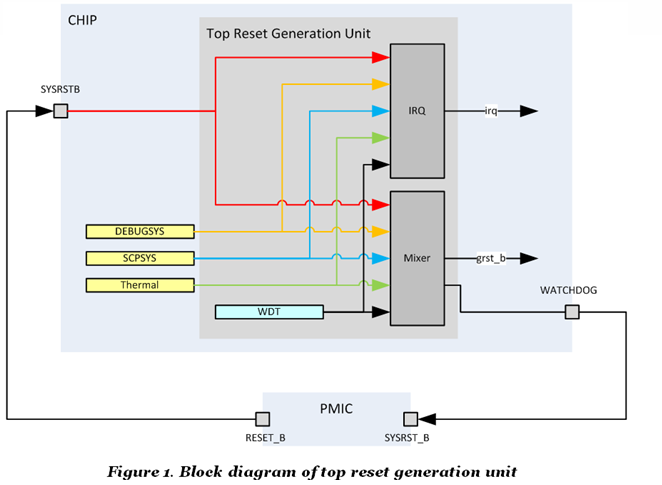 CHIP
Top Reset Generation Unit
SYSRSTB
IRQ
irq
DEBUGSYS
SCPSYS
Thermal
WDT
Mixer
grst_b
WATCHDOG
PMIC
RESET_B
SYSRST_B
Figure 1. Block diagram of top reset generation unit